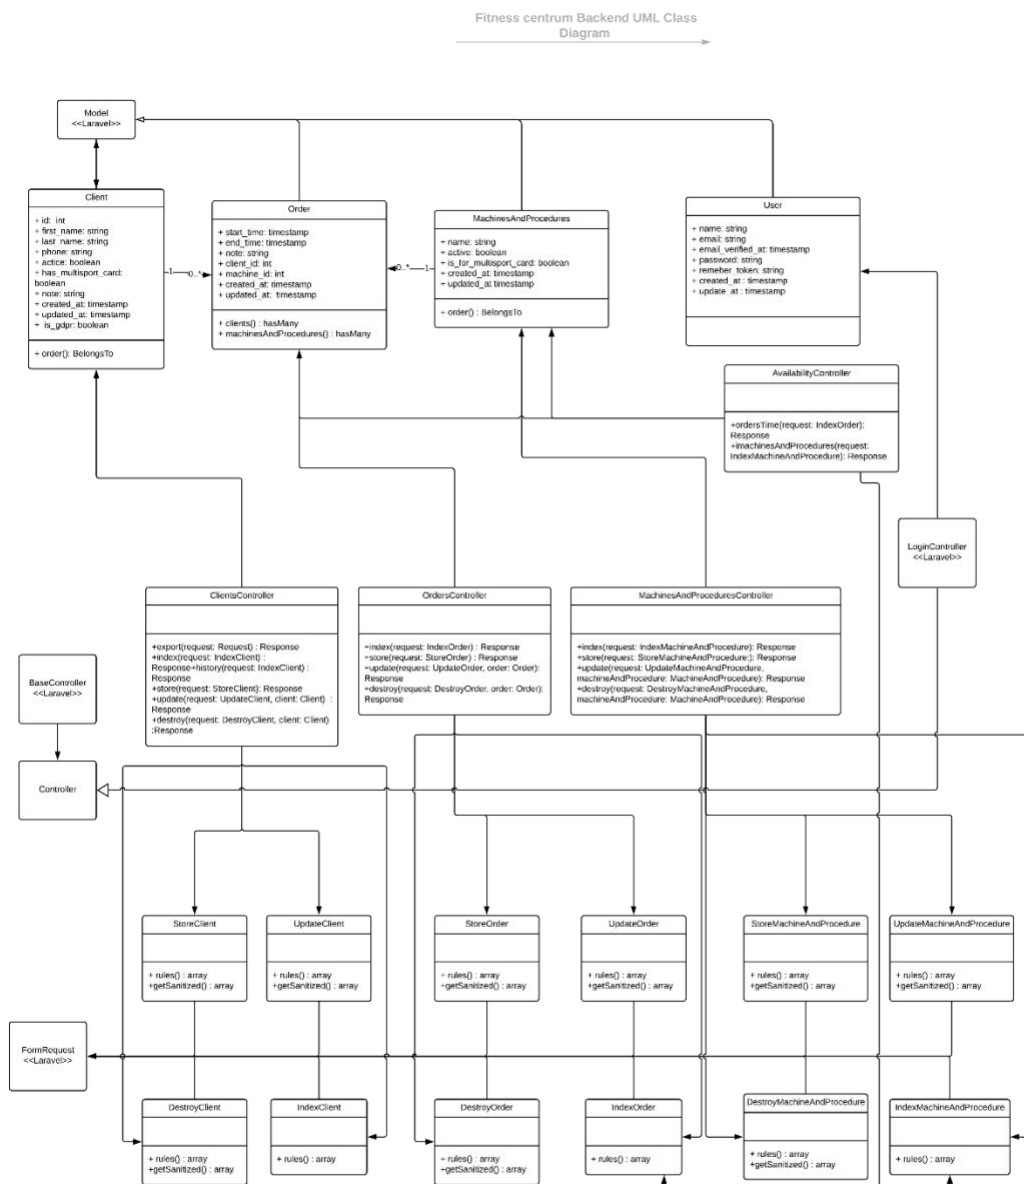 Fitness centrum Backend UML Class
Diagram
Model
<<Laravel>>
Client
+ id:  int
+ first_name: string
+ last_name: string
+ phone: string
+ actice: boolean
+ has_multisport_card:
boolean
+ note: string
+ created_at: timestamp
+ updated_at: timestamp
+ is_gdpr: boolean
+ order(): BelongsTo
1
0..*
Order
+ start_time: timestamp
+ end_time: timestamp
+ note: string
+ client_id: int
+ machine_id: int
+ created_at: timestamp
+ updated_at:  timestamp
+ clients() : hasMany
+ machinesAndProcedures() : hasMany
0..*
1
MachinesAndProcedures
+ name: string
+ active: boolean
+ is_for_multisport_card: boolean
+ created_at: timestamp
+ updated_at: timestamp
+ order() : BelongsTo
User
+ name: string
+ email: string
+ email_verified_at: timestamp
+ password: string
+ remeber_token: string
+ created_at : timestamp
+ update_at : timestamp
AvailabilityController
+ordersTime(request: IndexOrder):
Response
+imachinesAndProcedures(request:
IndexMachineAndProcedure): Response
LoginController
<<Laravel>>
ClientsController
+export(request: Request) : Response
+index(request: IndexClient) :
Response+history(request: IndexClient) :
Response
+store(request: StoreClient): Response
+update(request: UpdateClient, client: Client)  :
Response
+destroy(request: DestroyClient, client: Client)
:Response
OrdersController
+index(request: IndexOrder) : Response
+store(request: StoreOrder) : Response
+update(request: UpdateOrder, order: Order):
Response
+destroy(request: DestroyOrder, order: Order):
Response
MachinesAndProceduresController
+index(request: IndexMachineAndProcedure): Response
+store(request: StoreMachineAndProcedure;): Response
+update(request: UpdateMachineAndProcedure,
machineAndProcedure: MachineAndProcedure): Response
+destroy(request: DestroyMachineAndProcedure,
machineAndProcedure: MachineAndProcedure): Response
BaseController
<<Laravel>>
Controller
StoreClient
+ rules() : array
+getSanitized() : array
UpdateClient
+ rules() : array
+getSanitized() : array
StoreOrder
+ rules() : array
+getSanitized() : array
UpdateOrder
+ rules() : array
+getSanitized() : array
StoreMachineAndProcedure
+ rules() : array
+getSanitized() : array
UpdateMachineAndProcedure
+ rules() : array
+getSanitized() : array
FormRequest
<<Laravel>>
DestroyClient
+ rules() : array
+getSanitized() : array
IndexClient
+ rules() : array
DestroyOrder
+ rules() : array
+getSanitized() : array
IndexOrder
+ rules() : array
DestroyMachineAndProcedure
+ rules() : array
+getSanitized() : array
IndexMachineAndProcedure
+ rules() : array